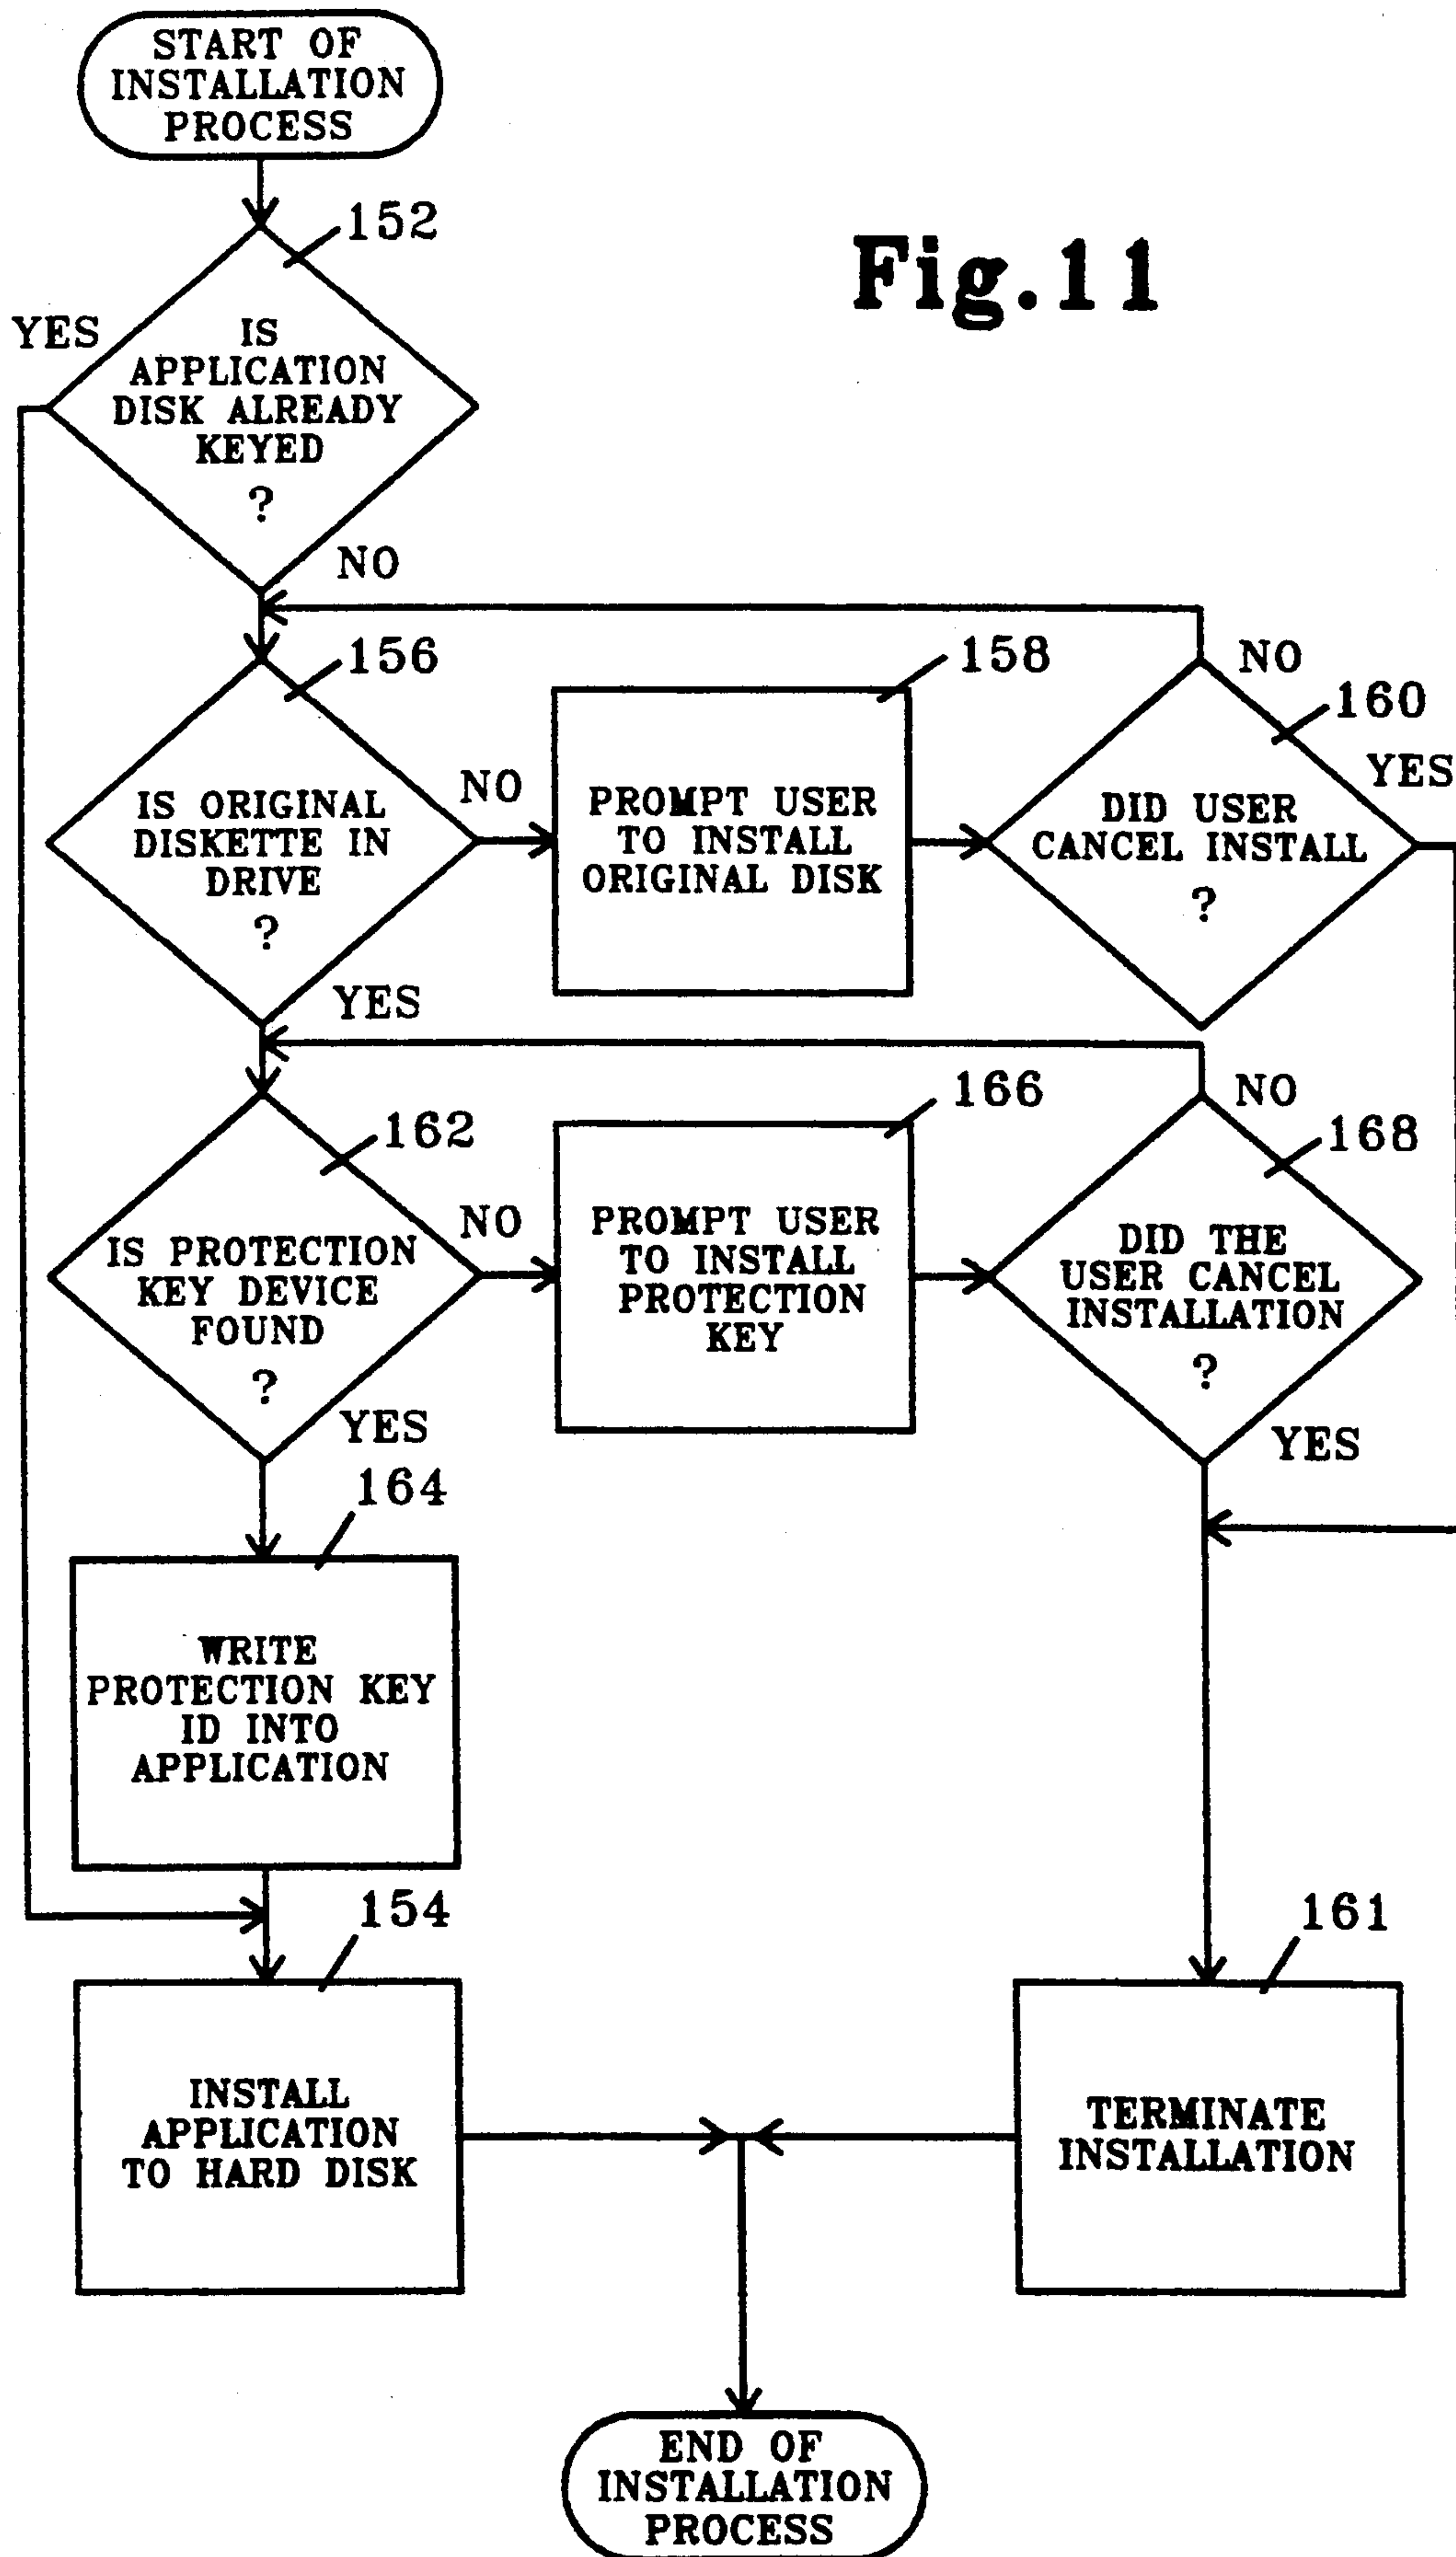 START OF
INSTALLATION
PROCESS
152
Fig.11
YES
IS
APPLICATION
DISK ALREADY
KEYED
?
NO
156
158
NO
160
IS ORIGINAL
DISKETTE IN
DRIVE
?
NO
PROMPT USER
TO INSTALL
ORIGINAL DISK
DID USER
CANCEL INSTALL
?
YES
YES
162
166
NO
168
IS PROTECTION
KEY DEVICE
FOUND
?
NO
PROMPT USER
TO INSTALL
PROTECTION
KEY
DID THE
USER CANCEL
INSTALLATION
?
YES
YES
164
WRITE
PROTECTION KEY
ID INTO
APPLICATION
154
161
INSTALL
APPLICATION
TO HARD DISK
TERMINATE
INSTALLATION
END OF
INSTALLATION
PROCESS